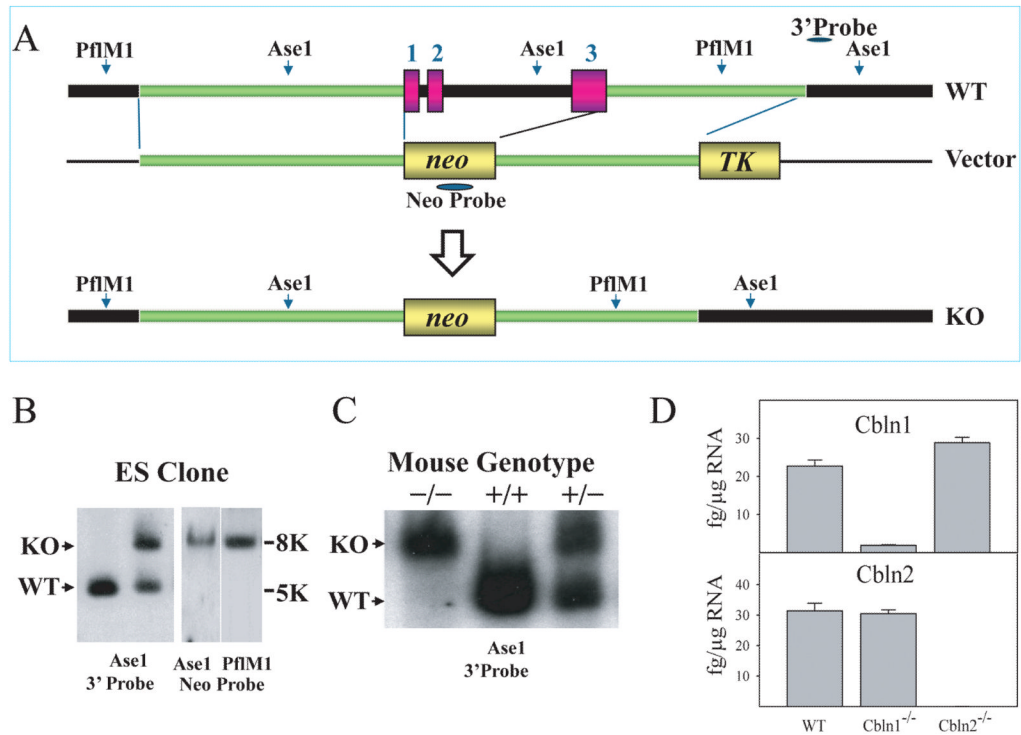 A
3'Probe
PflM1
Ase1
1
2
Ase1
3
PflM1
Ase1
WT
neo
TK
Vector
Neo Probe
PflM1
Ase1
neo
PflM1
Ase1
KO
B
ES Clone
KO
WT
8K
5K
Ase1
3' Probe
Ase1 PflM1
Neo Probe
C
Mouse Genotype
−/− +/+ +/−
KO
WT
Ase1
3'Probe
D
Cbln1
fg/μg RNA
30
20
10
Cbln2
fg/μg RNA
30
20
10
WT Cbln1-/- Cbln2-/-